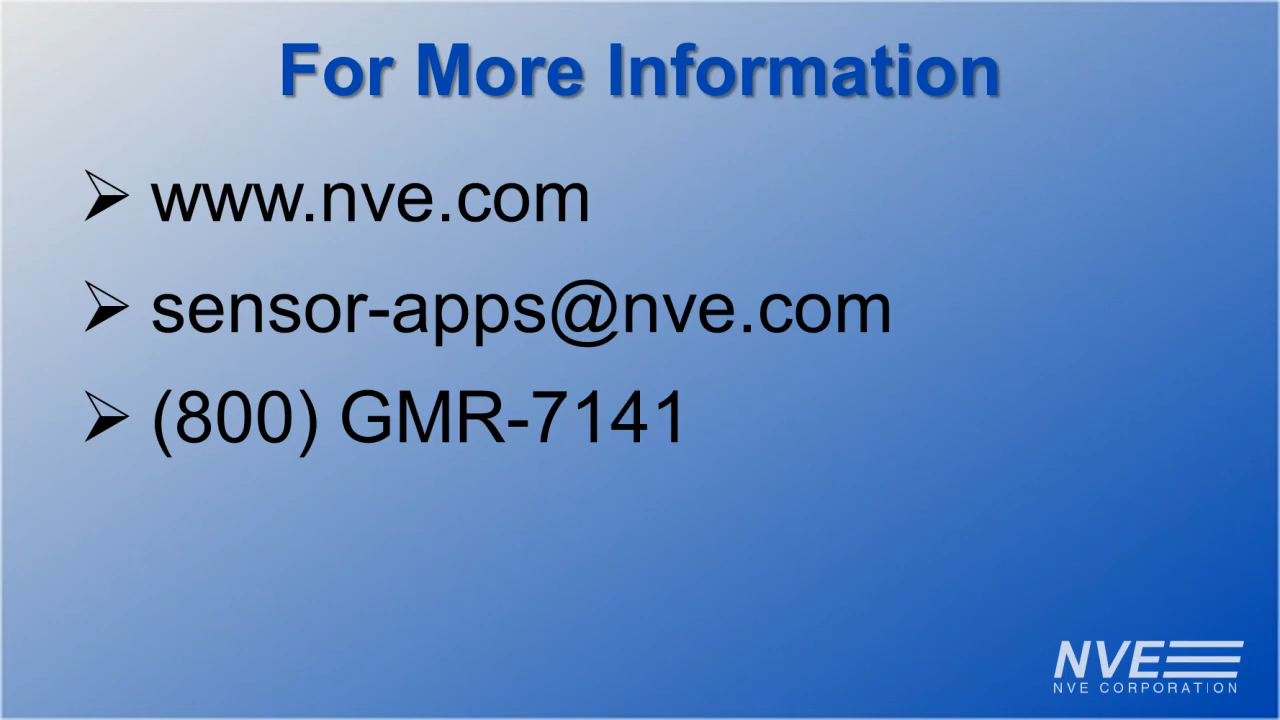 For More Information
www.nve.com
sensor-apps@nve.com
(800) GMR-7141
NVE
NVE CORPORATION